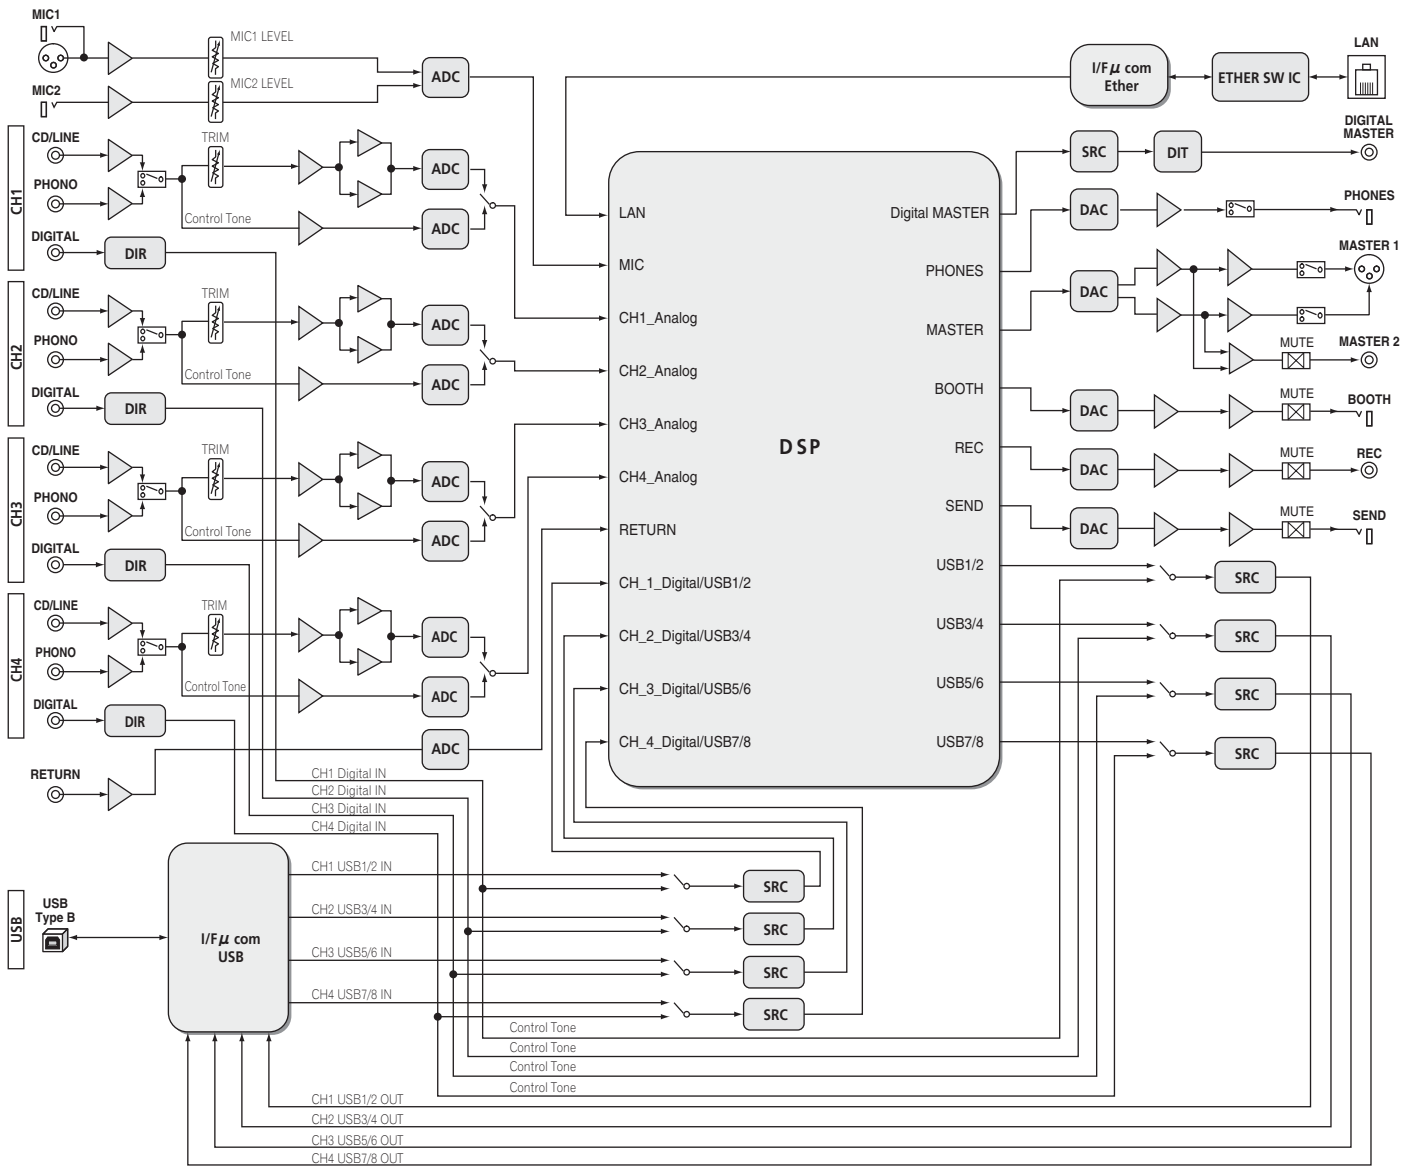 MIC1
MIC1 LEVEL
ADC
MIC2
MIC2 LEVEL
CH1
CD/LINE
TRIM
PHONO
ADC
Control Tone
ADC
DIGITAL
DIR
CH2
CD/LINE
TRIM
PHONO
ADC
Control Tone
ADC
DIGITAL
DIR
CH3
CD/LINE
TRIM
PHONO
ADC
Control Tone
ADC
DIGITAL
DIR
CH4
CD/LINE
TRIM
PHONO
ADC
Control Tone
ADC
DIGITAL
DIR
ADC
RETURN
CH1 Digital IN
CH2 Digital IN
CH3 Digital IN
CH4 Digital IN
LAN
MIC
CH1_Analog
CH2_Analog
CH3_Analog
CH4_Analog
RETURN
CH_1_Digital/USB1/2
CH_2_Digital/USB3/4
CH_3_Digital/USB5/6
CH_4_Digital/USB7/8
DSP
Digital MASTER
PHONES
MASTER
BOOTH
REC
SEND
USB1/2
USB3/4
USB5/6
USB7/8
I/Fμ com
Ether
ETHER SW IC
LAN
SRC
DIT
DIGITAL
MASTER
DAC
PHONES
DAC
MASTER 1
MUTE
MASTER 2
DAC
MUTE
BOOTH
DAC
MUTE
REC
DAC
MUTE
SEND
SRC
SRC
SRC
SRC
USB
USB
Type B
I/Fμ com
USB
CH1 USB1/2 IN
SRC
CH2 USB3/4 IN
SRC
CH3 USB5/6 IN
SRC
CH4 USB7/8 IN
SRC
Control Tone
Control Tone
Control Tone
Control Tone
CH1 USB1/2 OUT
CH2 USB3/4 OUT
CH3 USB5/6 OUT
CH4 USB7/8 OUT